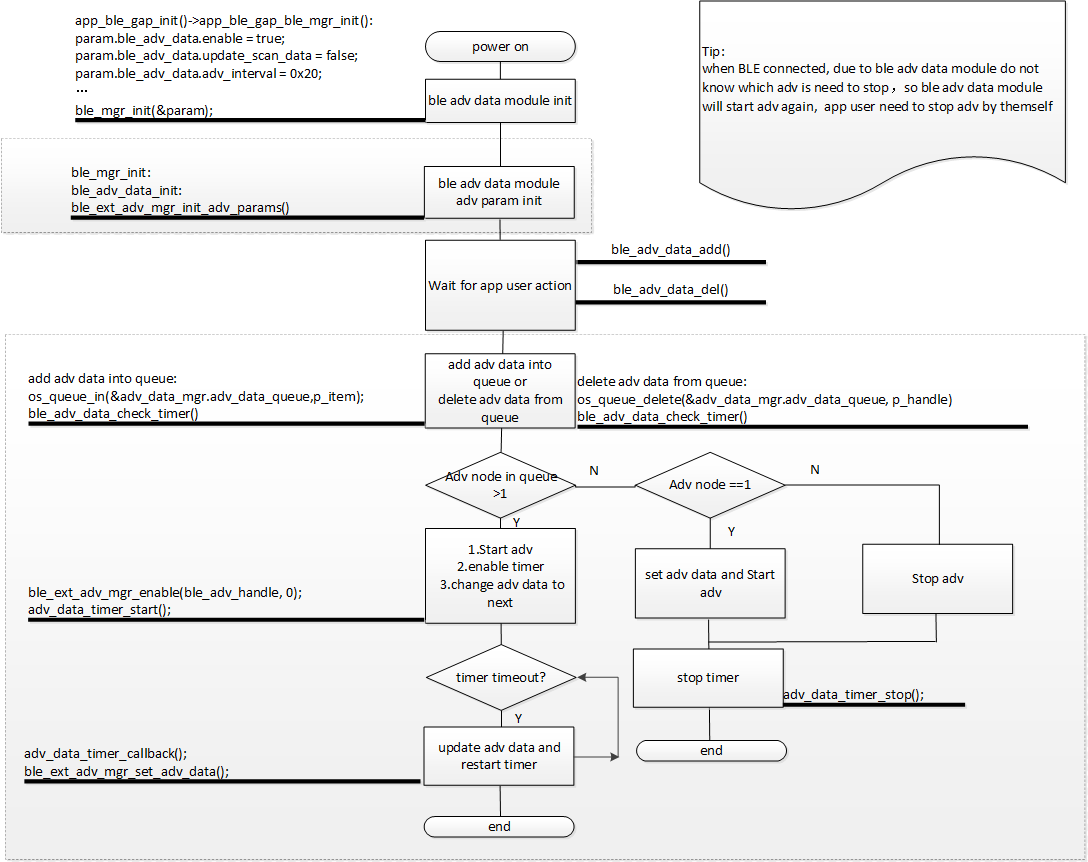 app_ble_gap_init()->app_ble_gap_ble_mgr_init():
param.ble_adv_data.enable = true;
param.ble_adv_data.update_scan_data = false;
param.ble_adv_data.adv_interval = 0x20;
...
ble_mgr_init(&param);
power on
ble adv data module init
Tip:
when BLE connected, due to ble adv data module do not
know which adv is need to stop，so ble adv data module
will start adv again, app user need to stop adv by themself
ble_mgr_init:
ble_adv_data_init:
ble_ext_adv_mgr_init_adv_params()
ble adv data module
adv param init
Wait for app user action
ble_adv_data_add()
ble_adv_data_del()
add adv data into queue:
os_queue_in(&adv_data_mgr.adv_data_queue,p_item);
ble_adv_data_check_timer()
add adv data into
queue or
delete adv data from
queue
delete adv data from queue:
os_queue_delete(&adv_data_mgr.adv_data_queue, p_handle)
ble_adv_data_check_timer()
Adv node in queue
>1
N
Adv node ==1
N
Y
Y
1.Start adv
2.enable timer
3.change adv data to
next
set adv data and Start
adv
Stop adv
ble_ext_adv_mgr_enable(ble_adv_handle, 0);
adv_data_timer_start();
timer timeout?
stop timer
adv_data_timer_stop();
Y
adv_data_timer_callback();
ble_ext_adv_mgr_set_adv_data();
update adv data and
restart timer
end
end